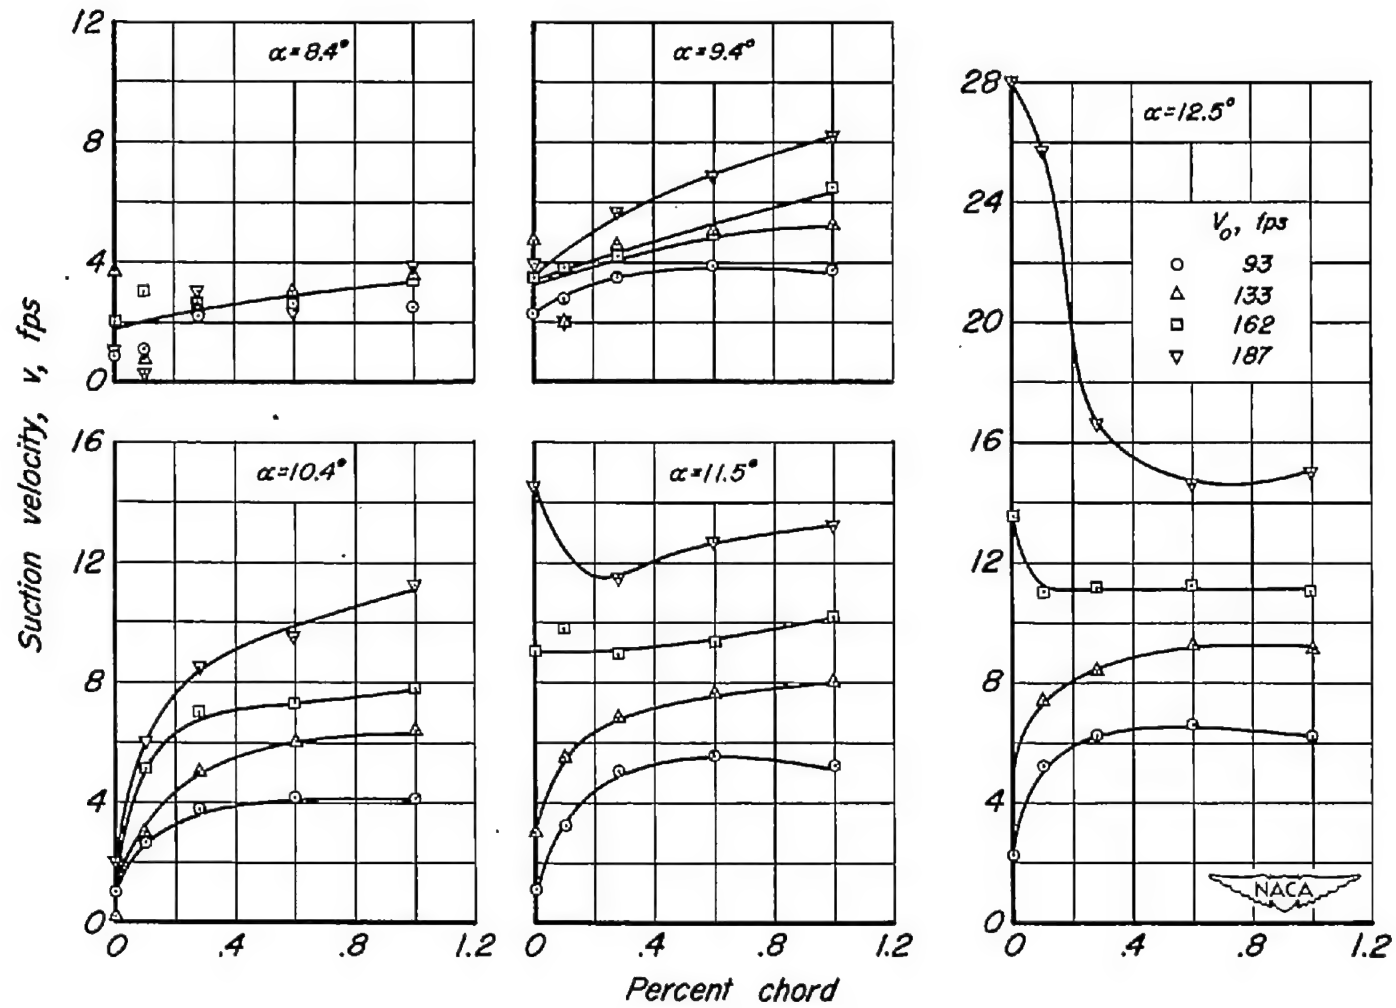 Suction velocity, v, fps
12
8
4
0
α=8.4°
α=9.4°
16
12
8
4
0
α=10.4°
0 .4 .8 1.2
α=11.5°
0 .4 .8 1.2
28
24
20
16
12
8
4
0
α=12.5°
V₀, fps
93
133
162
187
NACA
0 .4 .8 1.2
Percent chord